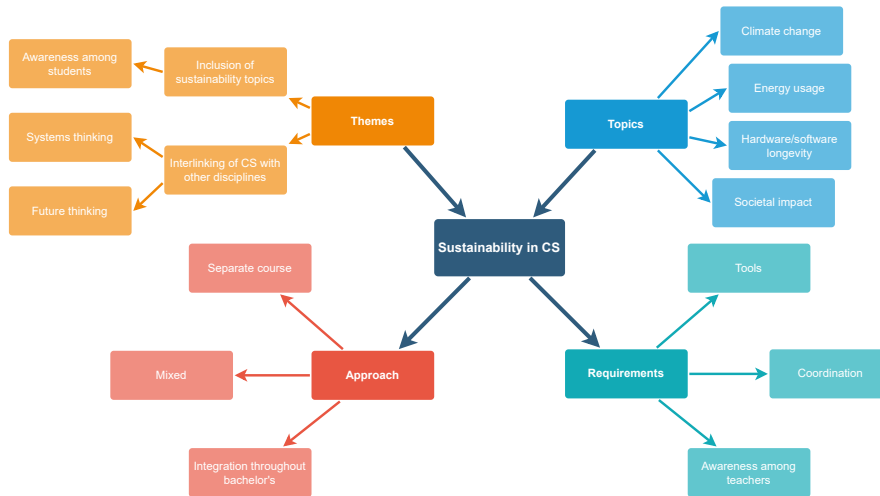 Awareness among
students
Inclusion of
sustainability topics
Themes
Systems thinking
Interlinking of CS with
other disciplines
Future thinking
Climate change
Energy usage
Topics
Hardware/software
longevity
Societal impact
Sustainability in CS
Separate course
Mixed
Approach
Integration throughout
bachelor's
Tools
Requirements
Coordination
Awareness among
teachers